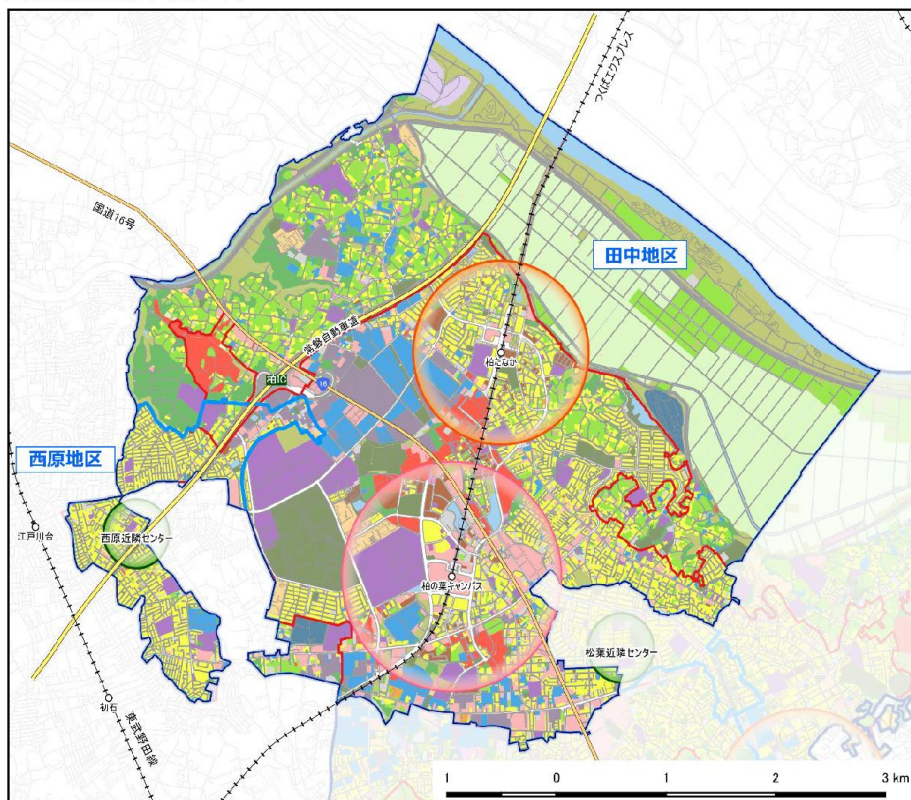 つくばエクスプレス
国道16号
田中地区
常磐自動車道
柏たなか
柏IC
16
西原地区
江戸川台
西原近隣センター
柏の葉キャンパス
松葉近隣センター
初石
東武野田線
1 0 1 2 3 km